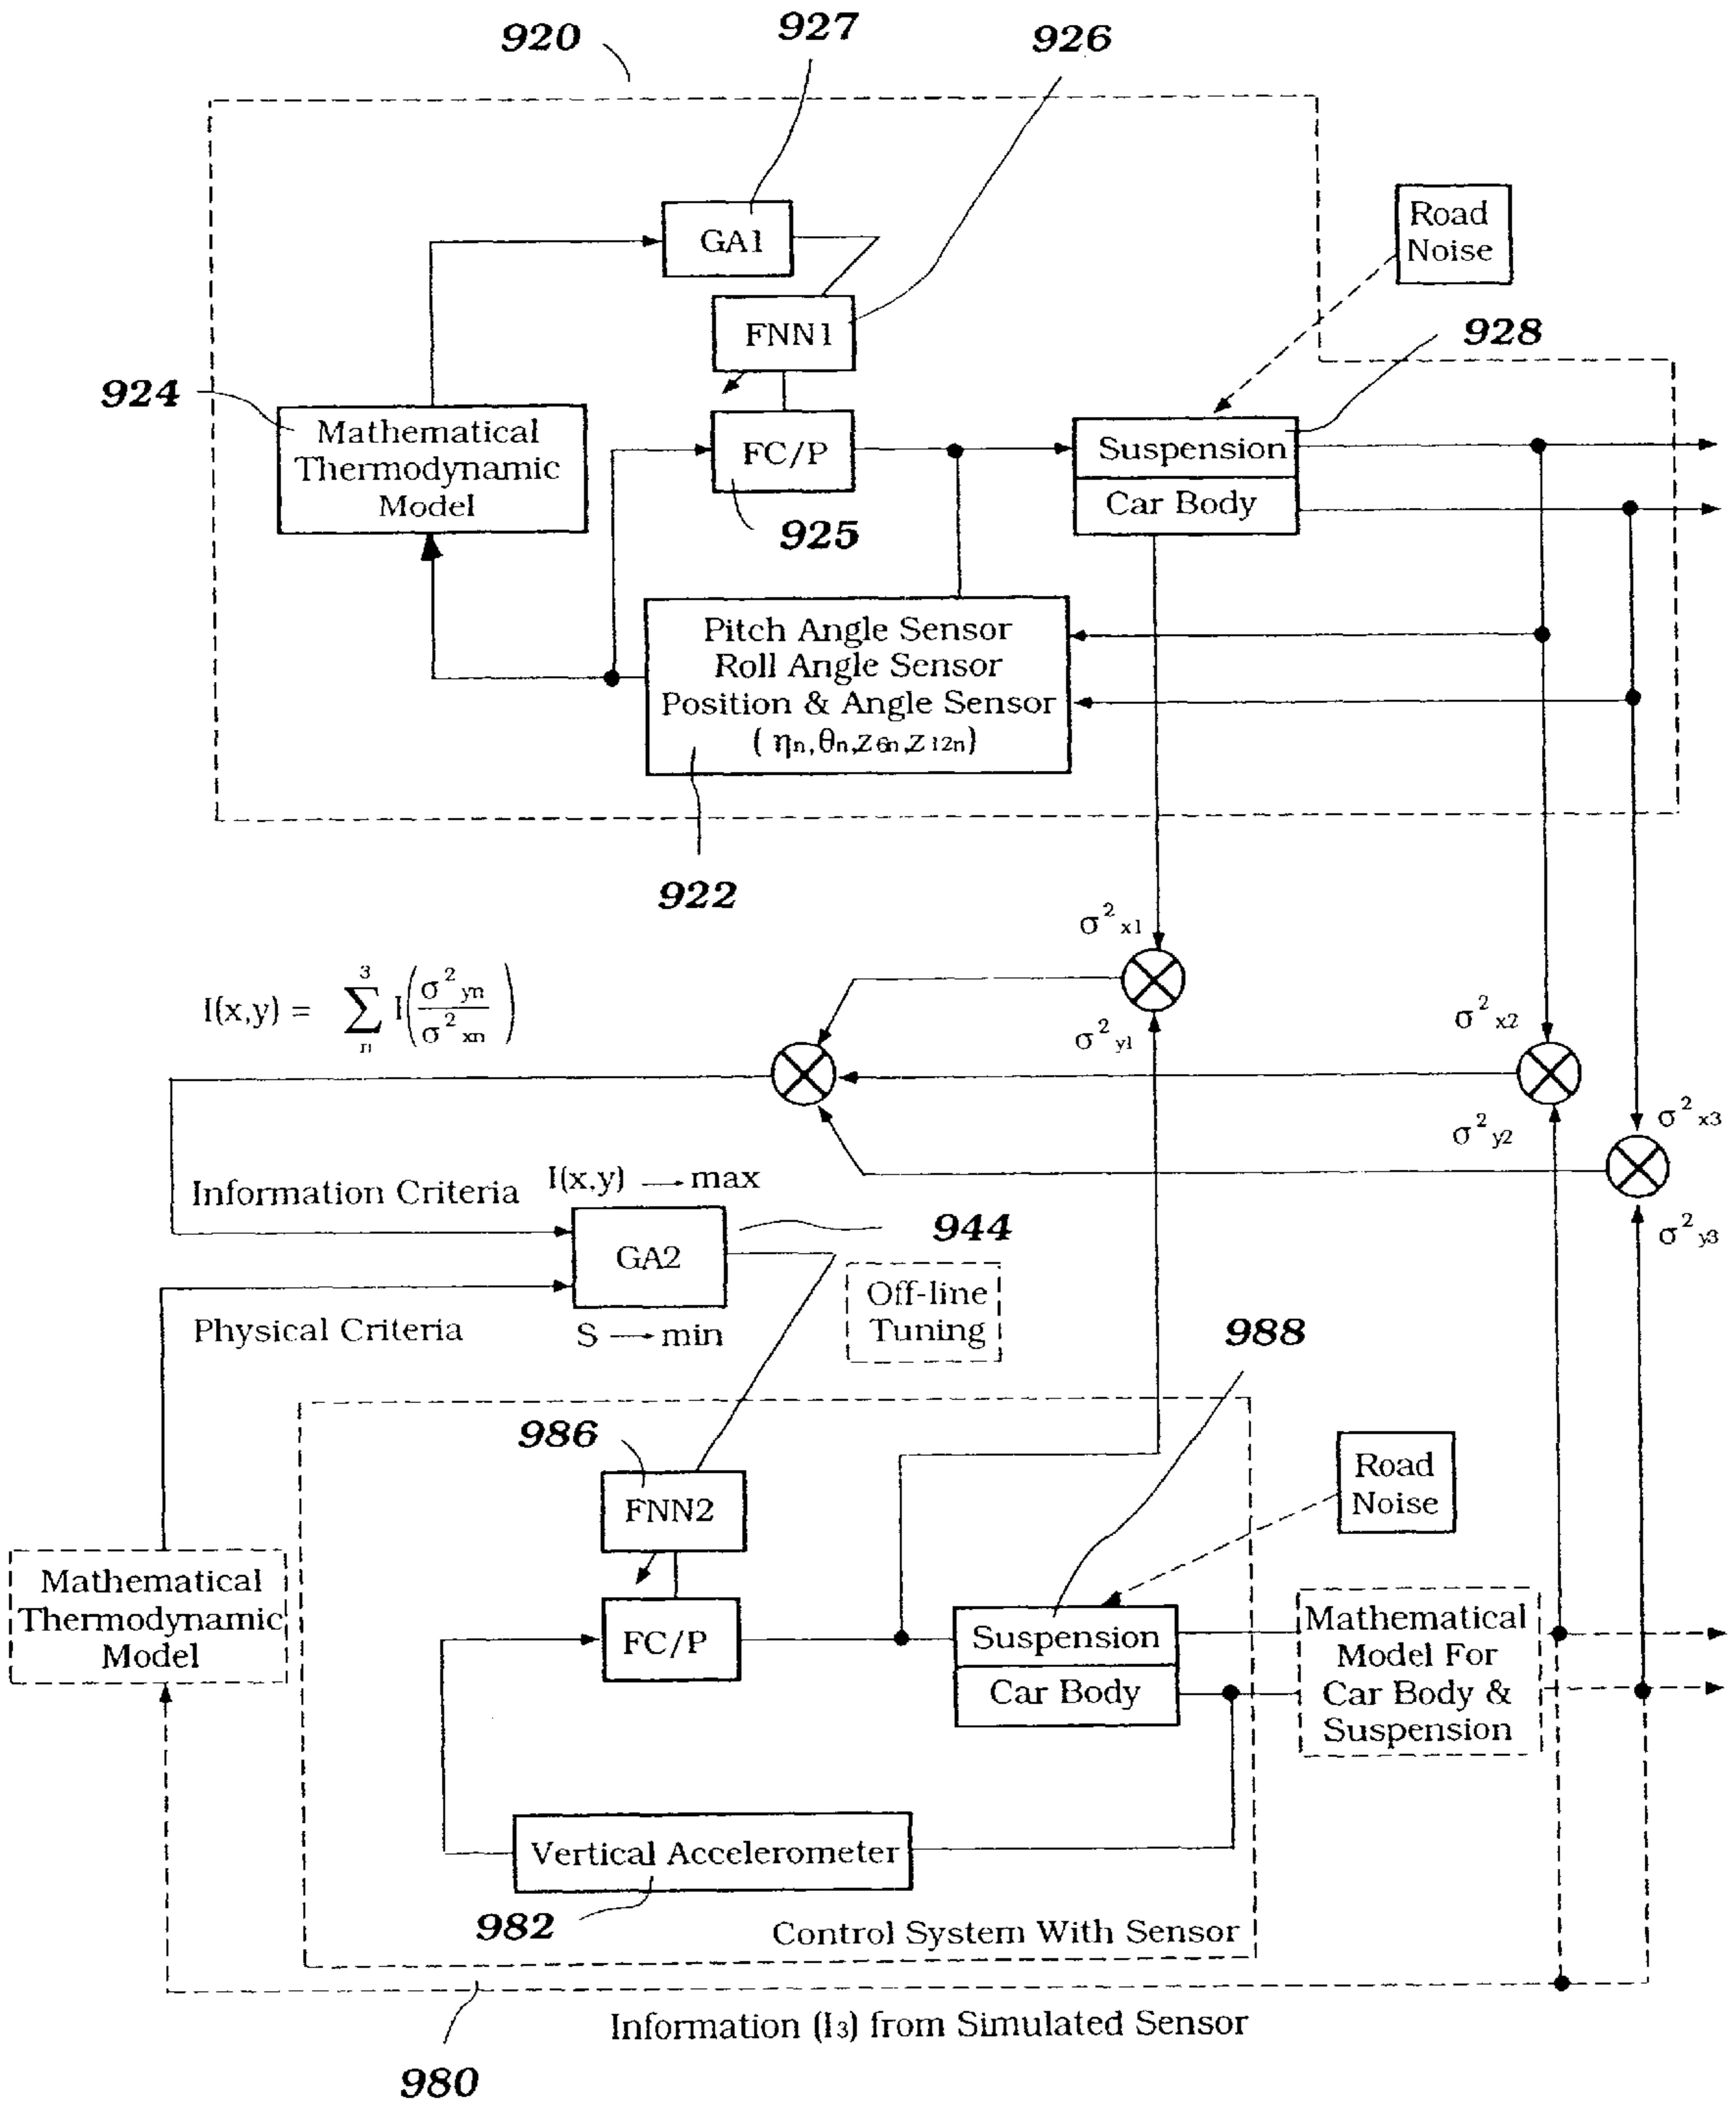 920
927
926
GA1
Road
Noise
FNN1
928
924
Mathematical
Thermodynamic
Model
FC/P
Suspension
Car Body
925
Pitch Angle Sensor
Roll Angle Sensor
Position & Angle Sensor
( ηn,θn,z6n,z12n)
922
σ²x1
I(x,y) = ∑ 3 n I(σ²yn / σ²xn)
σ²y1
σ²x2
σ²x3
σ²y2
Information Criteria
I(x,y) → max
944
σ²y3
GA2
Off-line
Tuning
Physical Criteria
S → min
988
986
Road
Noise
FNN2
Mathematical
Thermodynamic
Model
FC/P
Suspension
Car Body
Mathematical
Model For
Car Body &
Suspension
Vertical Accelerometer
982
Control System With Sensor
Information (I3) from Simulated Sensor
980